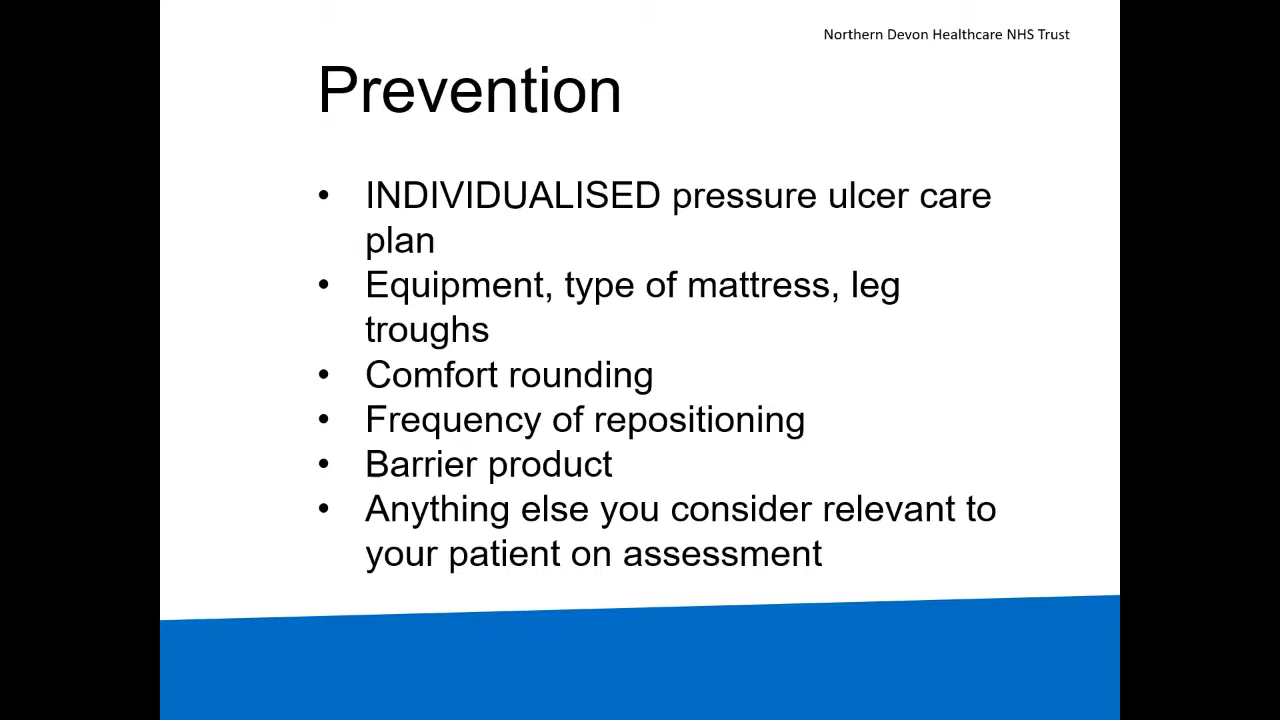 Northern Devon Healthcare NHS Trust
Prevention
• INDIVIDUALISED pressure ulcer care
plan
• Equipment, type of mattress, leg
troughs
• Comfort rounding
• Frequency of repositioning
• Barrier product
• Anything else you consider relevant to
your patient on assessment